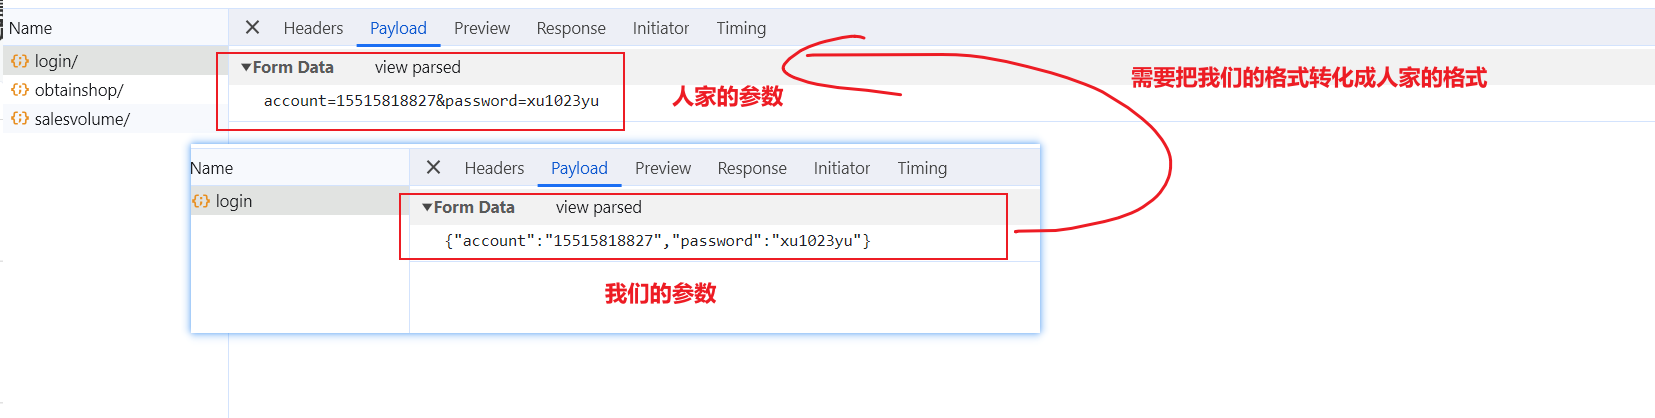 Name
Headers Payload Preview Response Initiator Timing
login/
Form Data view parsed
需要把我们的格式转化成人家的格式
obtainshop/
account=15515818827&password=xu1023yu
人家的参数
salesvolume/
Name
Headers Payload Preview Response Initiator Timing
login
Form Data view parsed
{"account":"15515818827","password":"xu1023yu"}
我们的参数